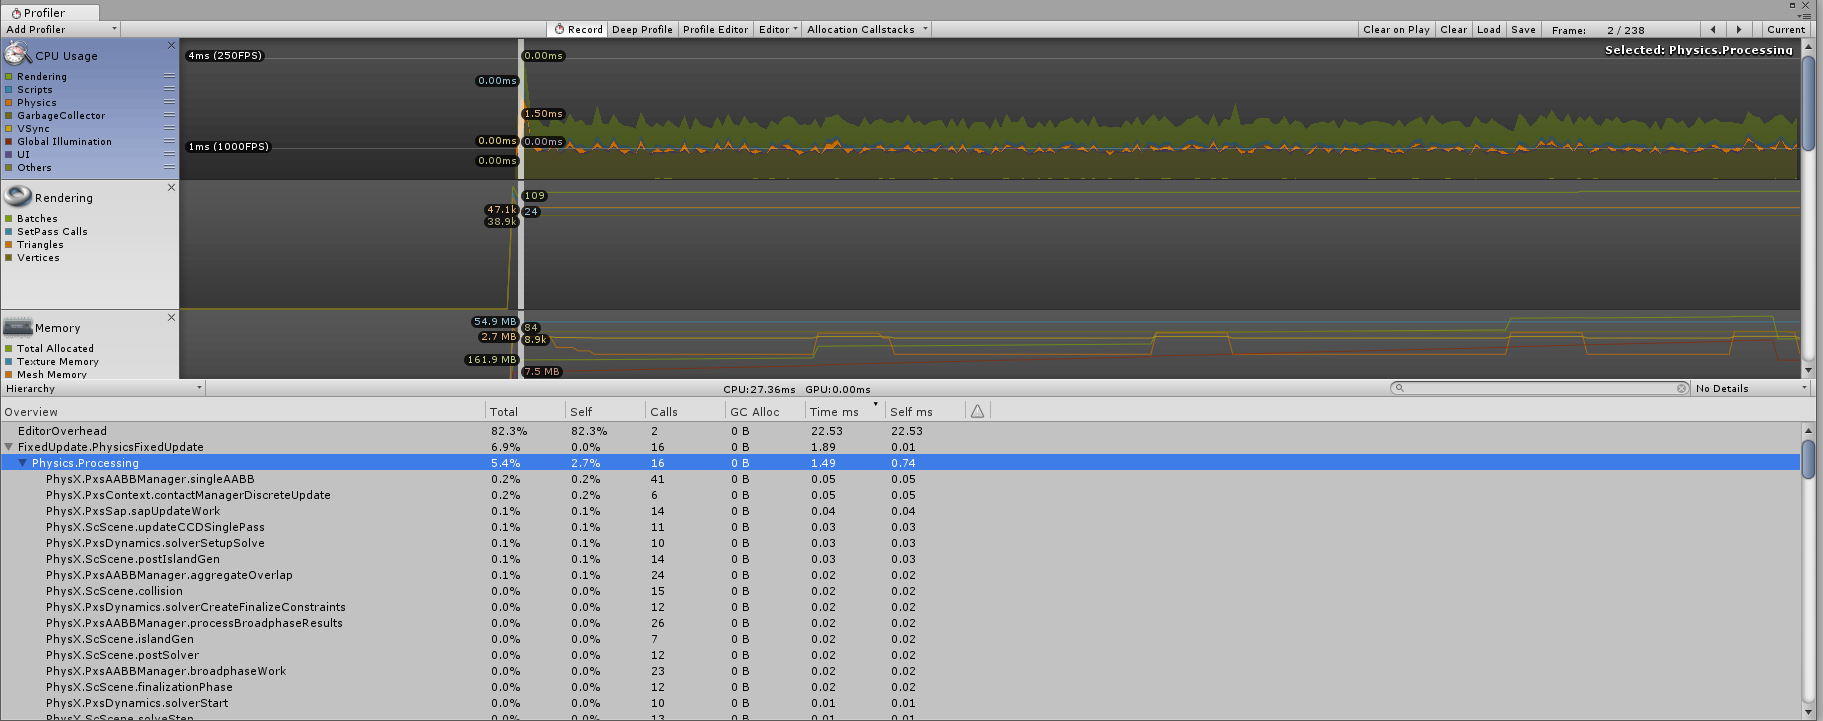 Profiler
Add Profiler Record Deep Profile Profile Editor Editor Allocation Callstacks Clear on Play Clear Load Save Frame: 2 / 238 Current
CPU Usage
Rendering
Scripts
Physics
GarbageCollector
VSync
Global Illumination
UI
Others
4ms (250FPS)
1ms (1000FPS)
Selected: Physics.Processing
0.00ms
0.00ms
1.50ms
0.00ms 0.00ms
0.00ms
Rendering
Batches
SetPass Calls
Triangles
Vertices
109
47.1k 24
38.9k
Memory
Total Allocated
Texture Memory
Mesh Memory
54.9 MB 84
2.7 MB 8.9k
161.9 MB
7.5 MB
Hierarchy CPU:27.36ms GPU:0.00ms No Details
Overview Total Self Calls GC Alloc Time ms Self ms
EditorOverhead 82.3% 82.3% 2 0 B 22.53 22.53
FixedUpdate.PhysicsFixedUpdate 6.9% 0.0% 16 0 B 1.89 0.01
Physics.Processing 5.4% 2.7% 16 0 B 1.49 0.74
PhysX.PxsAABBManager.singleAABB 0.2% 0.2% 41 0 B 0.05 0.05
PhysX.PxsContext.contactManagerDiscreteUpdate 0.2% 0.2% 6 0 B 0.05 0.05
PhysX.PxsSap.sapUpdateWork 0.1% 0.1% 14 0 B 0.04 0.04
PhysX.ScScene.updateCCDSinglePass 0.1% 0.1% 11 0 B 0.03 0.03
PhysX.PxsDynamics.solverSetupSolve 0.1% 0.1% 10 0 B 0.03 0.03
PhysX.ScScene.postIslandGen 0.1% 0.1% 14 0 B 0.03 0.03
PhysX.PxsAABBManager.aggregateOverlap 0.1% 0.1% 24 0 B 0.02 0.02
PhysX.ScScene.collision 0.0% 0.0% 15 0 B 0.02 0.02
PhysX.PxsDynamics.solverCreateFinalizeConstraints 0.0% 0.0% 12 0 B 0.02 0.02
PhysX.PxsAABBManager.processBroadphaseResults 0.0% 0.0% 26 0 B 0.02 0.02
PhysX.ScScene.islandGen 0.0% 0.0% 7 0 B 0.02 0.02
PhysX.ScScene.postSolver 0.0% 0.0% 12 0 B 0.02 0.02
PhysX.PxsAABBManager.broadphaseWork 0.0% 0.0% 23 0 B 0.02 0.02
PhysX.ScScene.finalizationPhase 0.0% 0.0% 12 0 B 0.02 0.02
PhysX.PxsDynamics.solverStart 0.0% 0.0% 10 0 B 0.01 0.01
PhysX.ScScene.solveStep 0.0% 0.0% 13 0 B 0.01 0.01